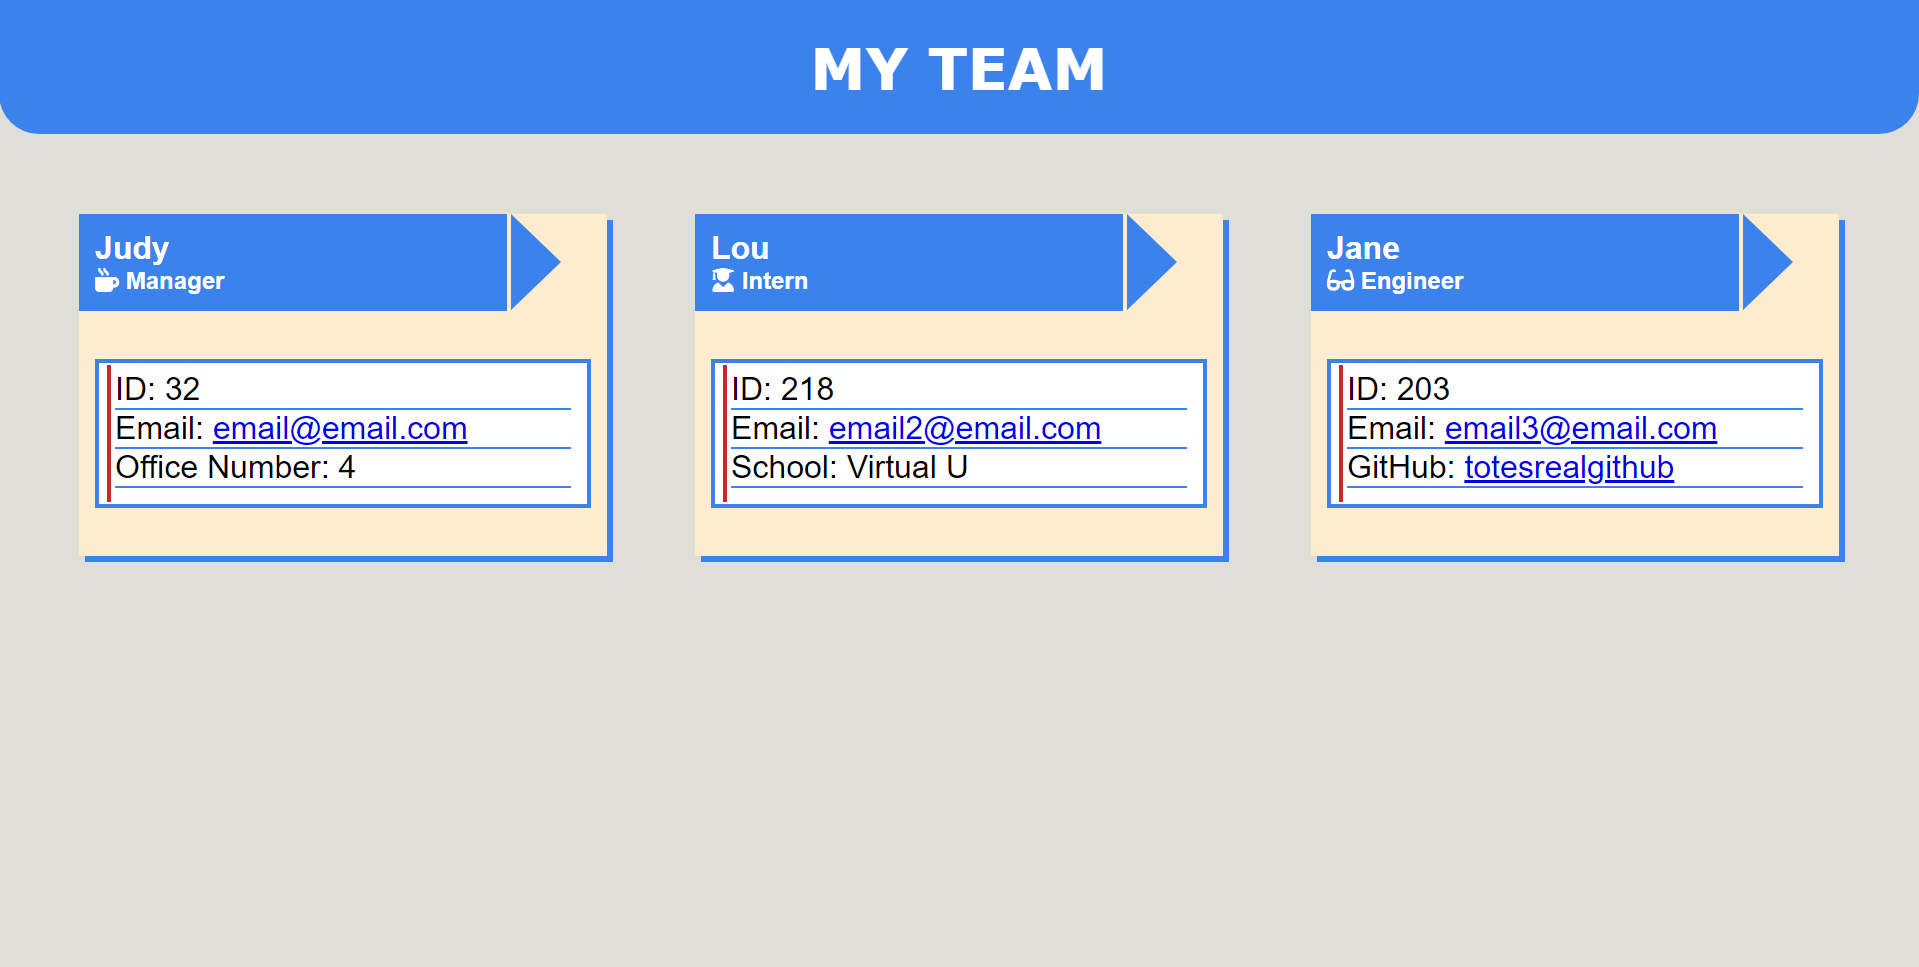 MY TEAM
Judy
Manager
ID: 32
Email: email@email.com
Office Number: 4
Lou
Intern
ID: 218
Email: email2@email.com
School: Virtual U
Jane
Engineer
ID: 203
Email: email3@email.com
GitHub: totesrealgithub